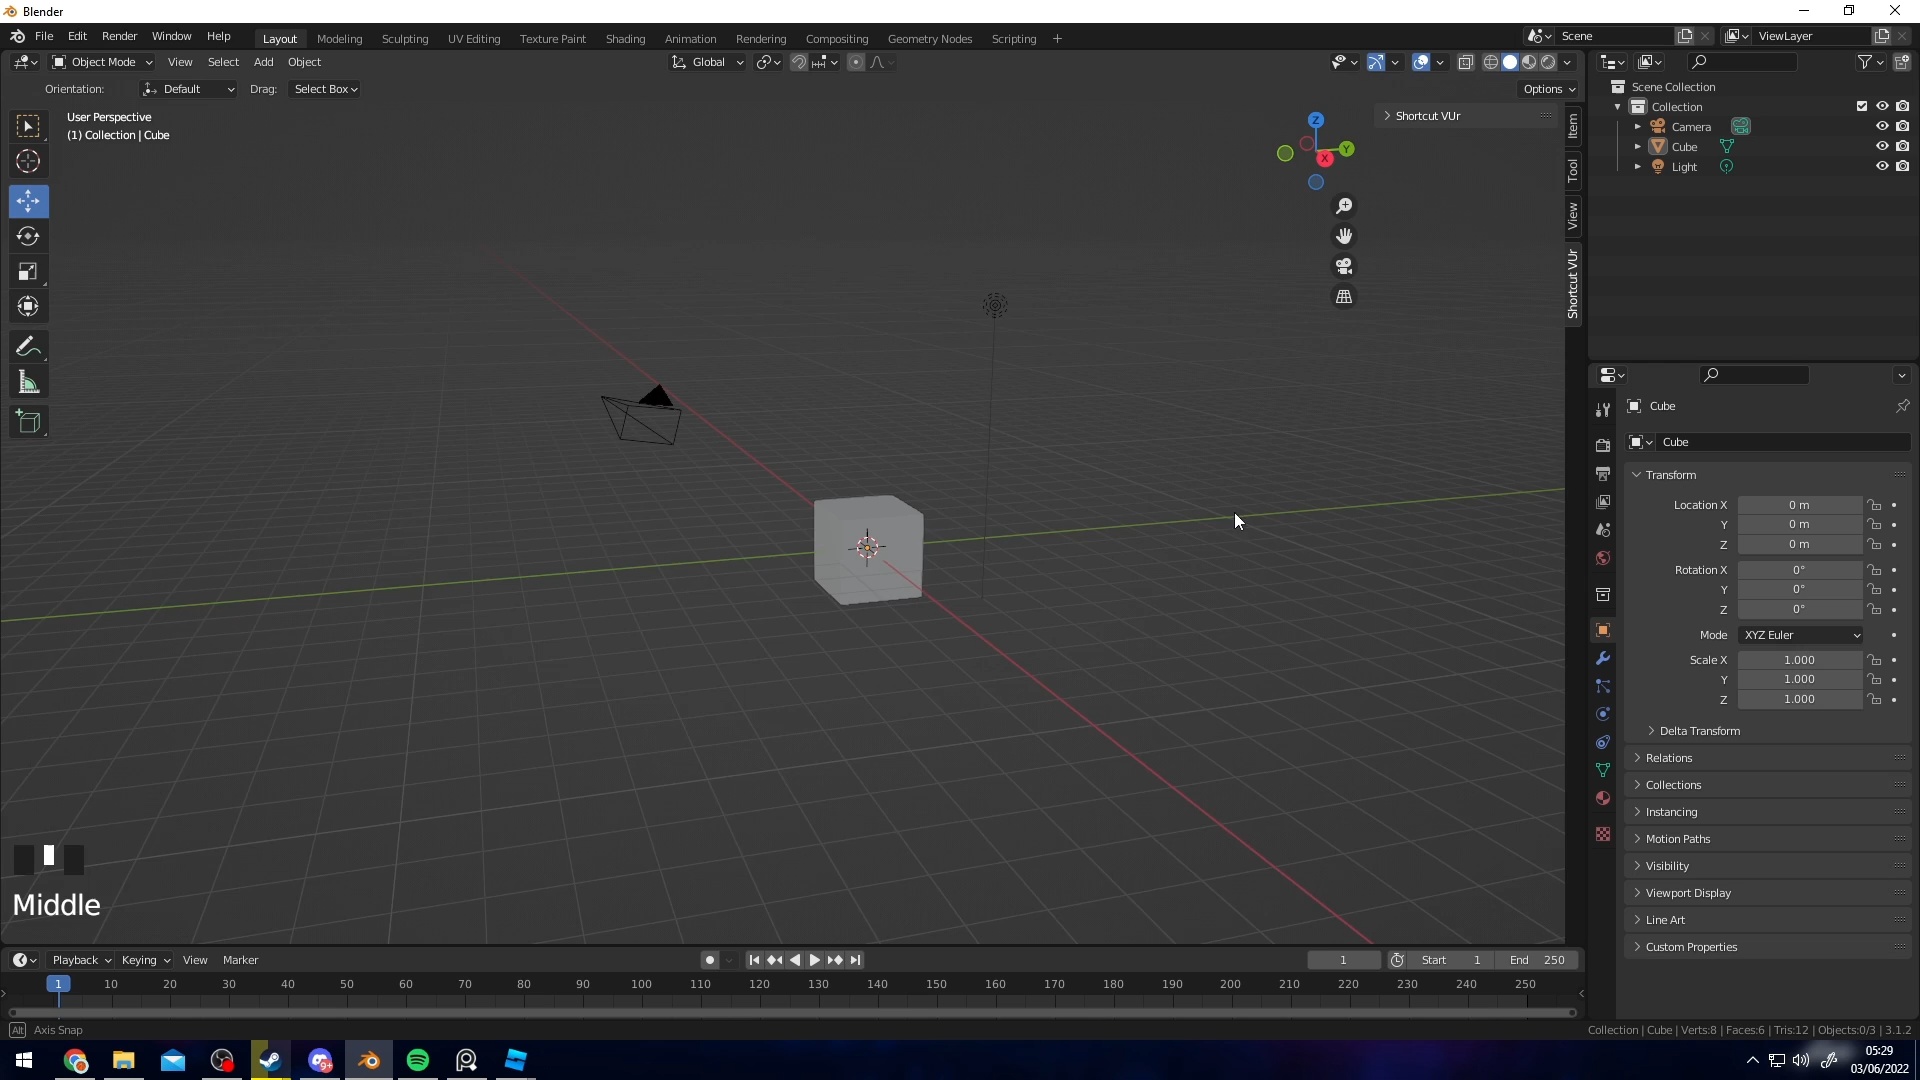 Blender
File Edit Render Window Help Layout Modeling Sculpting UV Editing Texture Paint Shading Animation Rendering Compositing Geometry Nodes Scripting + Scene ViewLayer
Object Mode View Select Add Object Global
Orientation: Default Drag: Select Box Options
User Perspective
(1) Collection | Cube
Shortcut VUr
Z
Y
X
Item
Tool
View
Shortcut VUr
Scene Collection
Collection
Camera
Cube
Light
Cube
Cube
Transform
Location X 0 m
Y 0 m
Z 0 m
Rotation X 0°
Y 0°
Z 0°
Mode XYZ Euler
Scale X 1.000
Y 1.000
Z 1.000
Delta Transform
Relations
Collections
Instancing
Motion Paths
Visibility
Viewport Display
Line Art
Custom Properties
Middle
Playback Keying View Marker 1 Start 1 End 250
1 10 20 30 40 50 60 70 80 90 100 110 120 130 140 150 160 170 180 190 200 210 220 230 240 250
Alt Axis Snap
Collection | Cube | Verts:8 | Faces:6 | Tris:12 | Objects:0/3 | 3.1.2
9+
05:29
03/06/2022